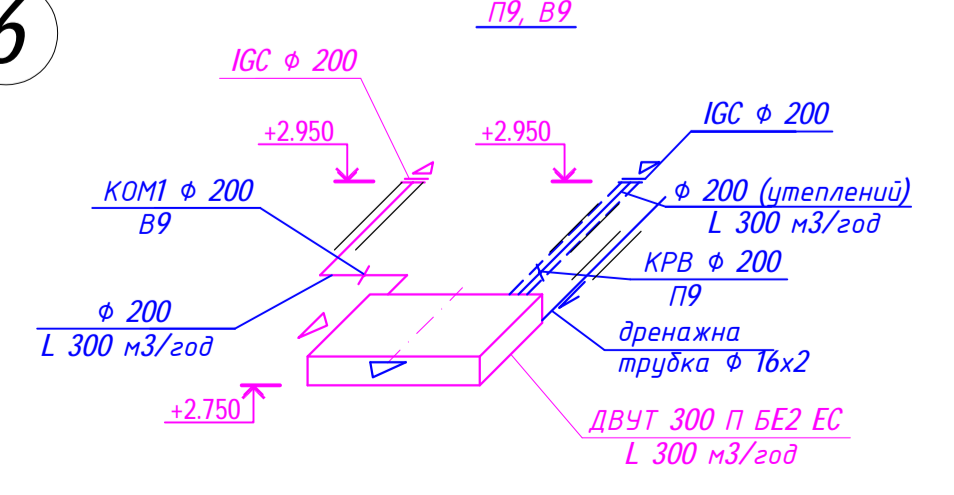 6
П9, В9
IGC ф 200
IGC ф 200
+2.950
+2.950
КОМ1 ф 200
В9
ф 200 (утеплений)
L 300 м3/год
КРВ ф 200
П9
ф 200
L 300 м3/год
дренажна
трубка ф 16х2
+2.750
ДВУТ 300 П БЕ2 ЕС
L 300 м3/год